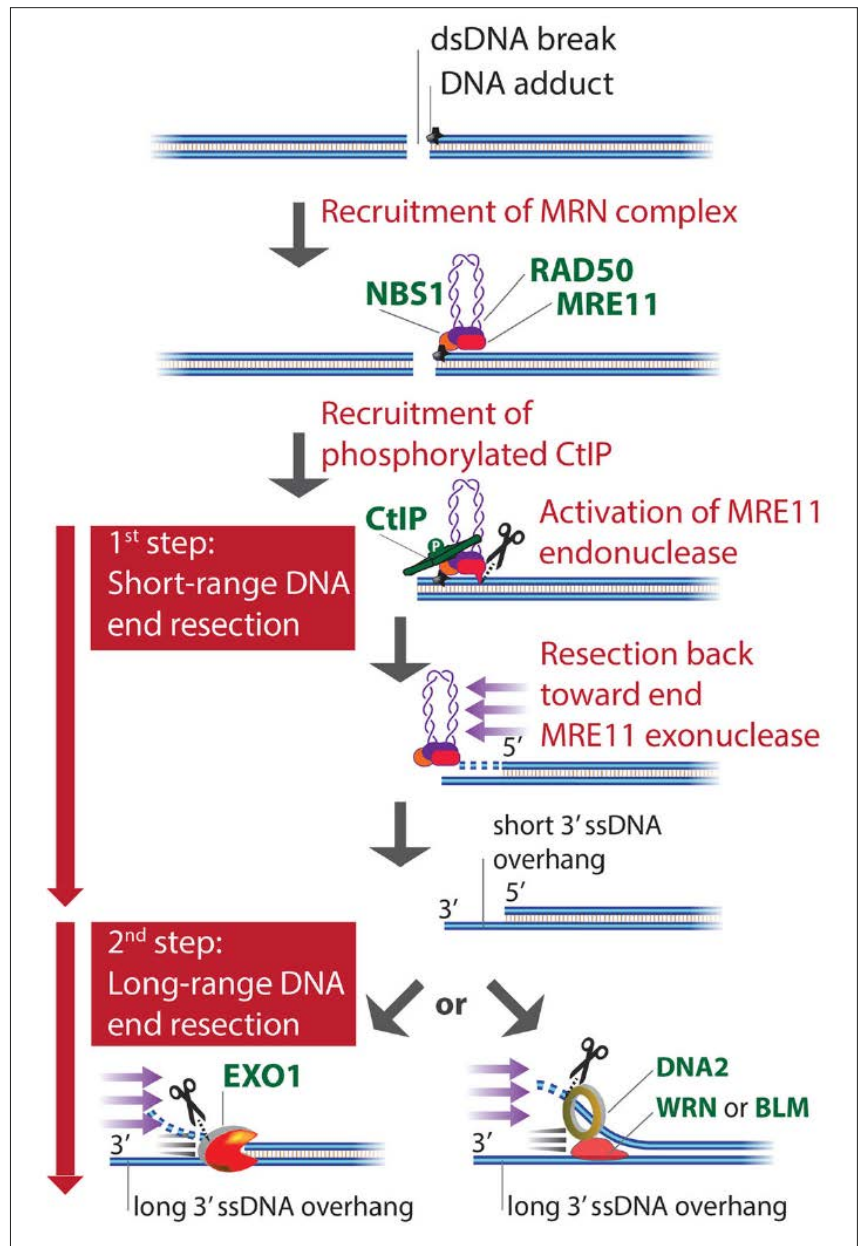 dsDNA break
DNA adduct
Recruitment of MRN complex
NBS1
RAD50
MRE11
Recruitment of
phosphorylated CtIP
CtIP
P
Activation of MRE11
endonuclease
1st step:
Short-range DNA
end resection
Resection back
toward end
MRE11 exonuclease
5′
short 3′ ssDNA
overhang
3′
5′
2nd step:
Long-range DNA
end resection
or
EXO1
3′
long 3′ ssDNA overhang
DNA2
WRN or BLM
3′
long 3′ ssDNA overhang